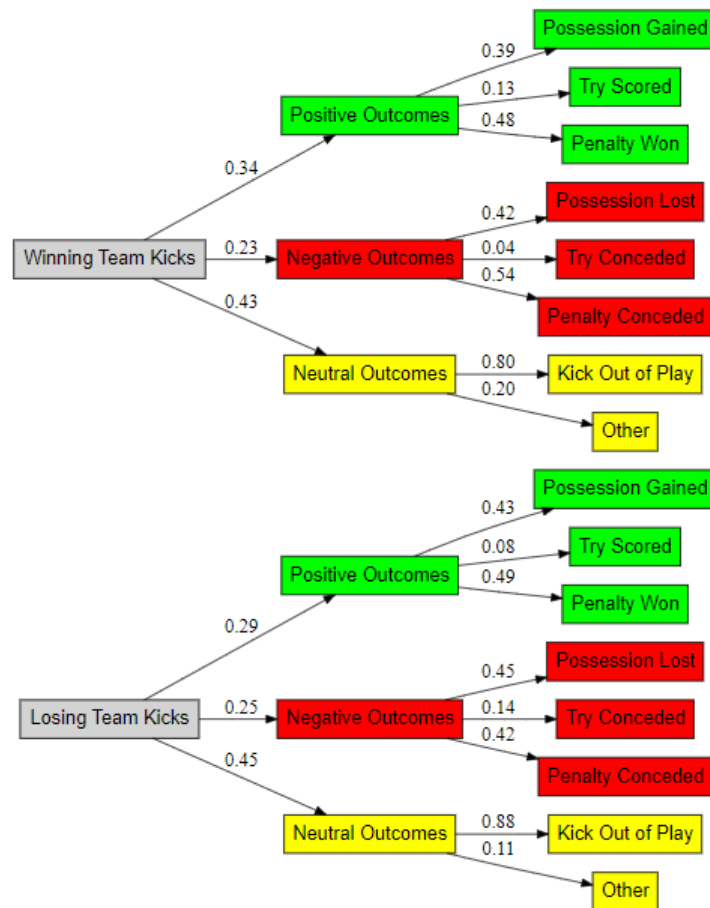 Possession Gained
0.39
0.13
Try Scored
Positive Outcomes
0.48
Penalty Won
0.34
Possession Lost
0.42
Winning Team Kicks
0.23
Negative Outcomes
0.04
Try Conceded
0.54
0.43
Penalty Conceded
0.80
Neutral Outcomes
Kick Out of Play
0.20
Other
Possession Gained
0.43
0.08
Try Scored
Positive Outcomes
0.49
Penalty Won
0.29
Possession Lost
0.45
Losing Team Kicks
0.25
Negative Outcomes
0.14
Try Conceded
0.42
0.45
Penalty Conceded
0.88
Neutral Outcomes
Kick Out of Play
0.11
Other